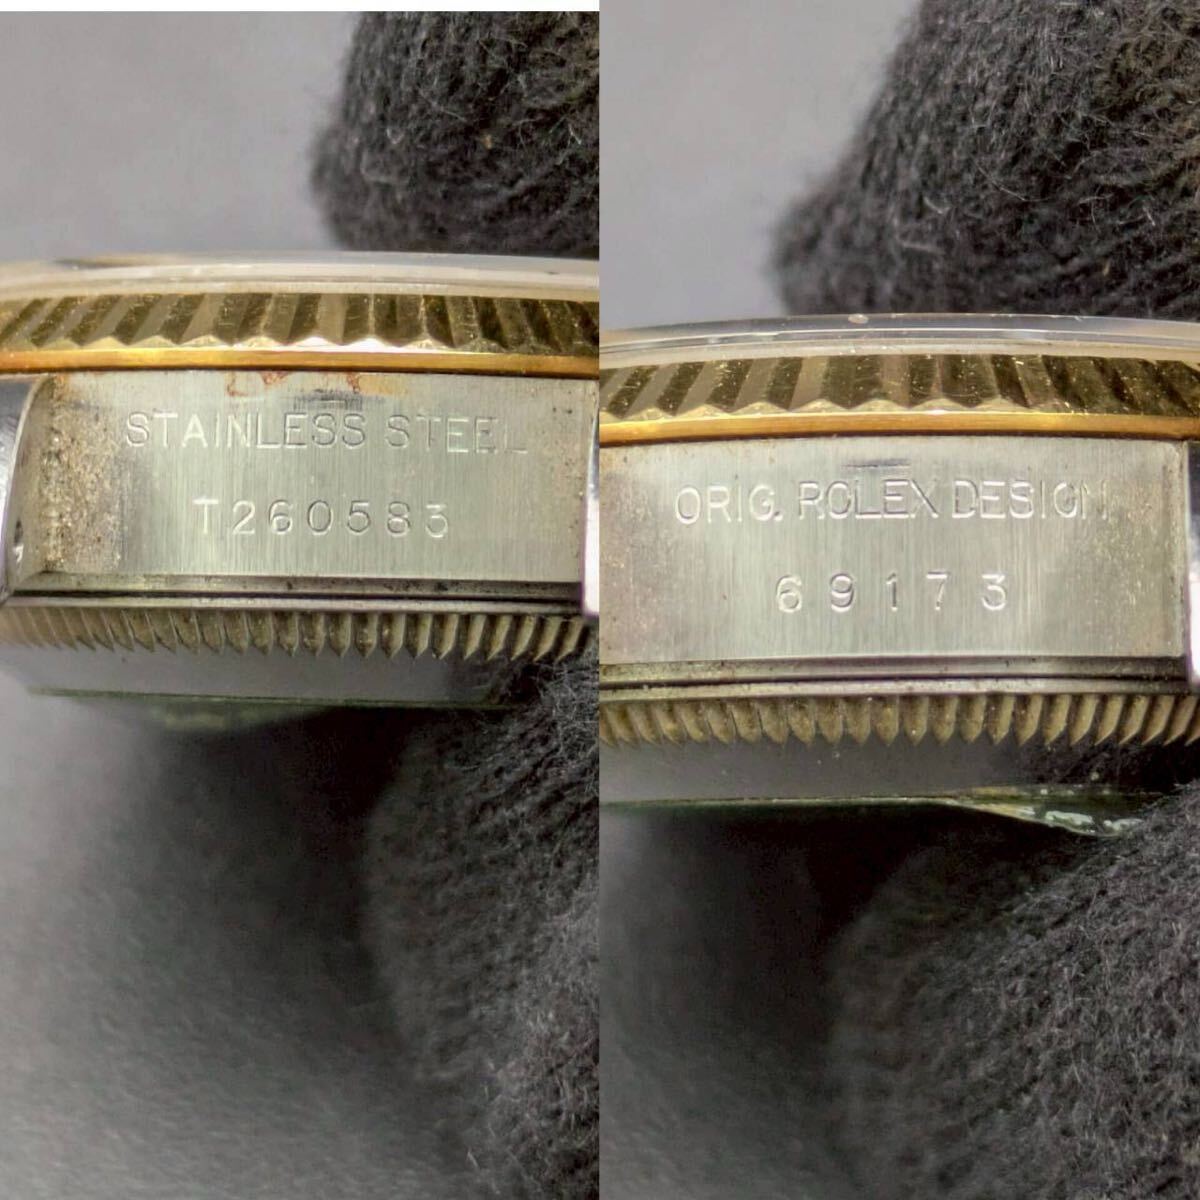 STAINLESS STEEL
T260583
ORIG. ROLEX DESIGN
69173